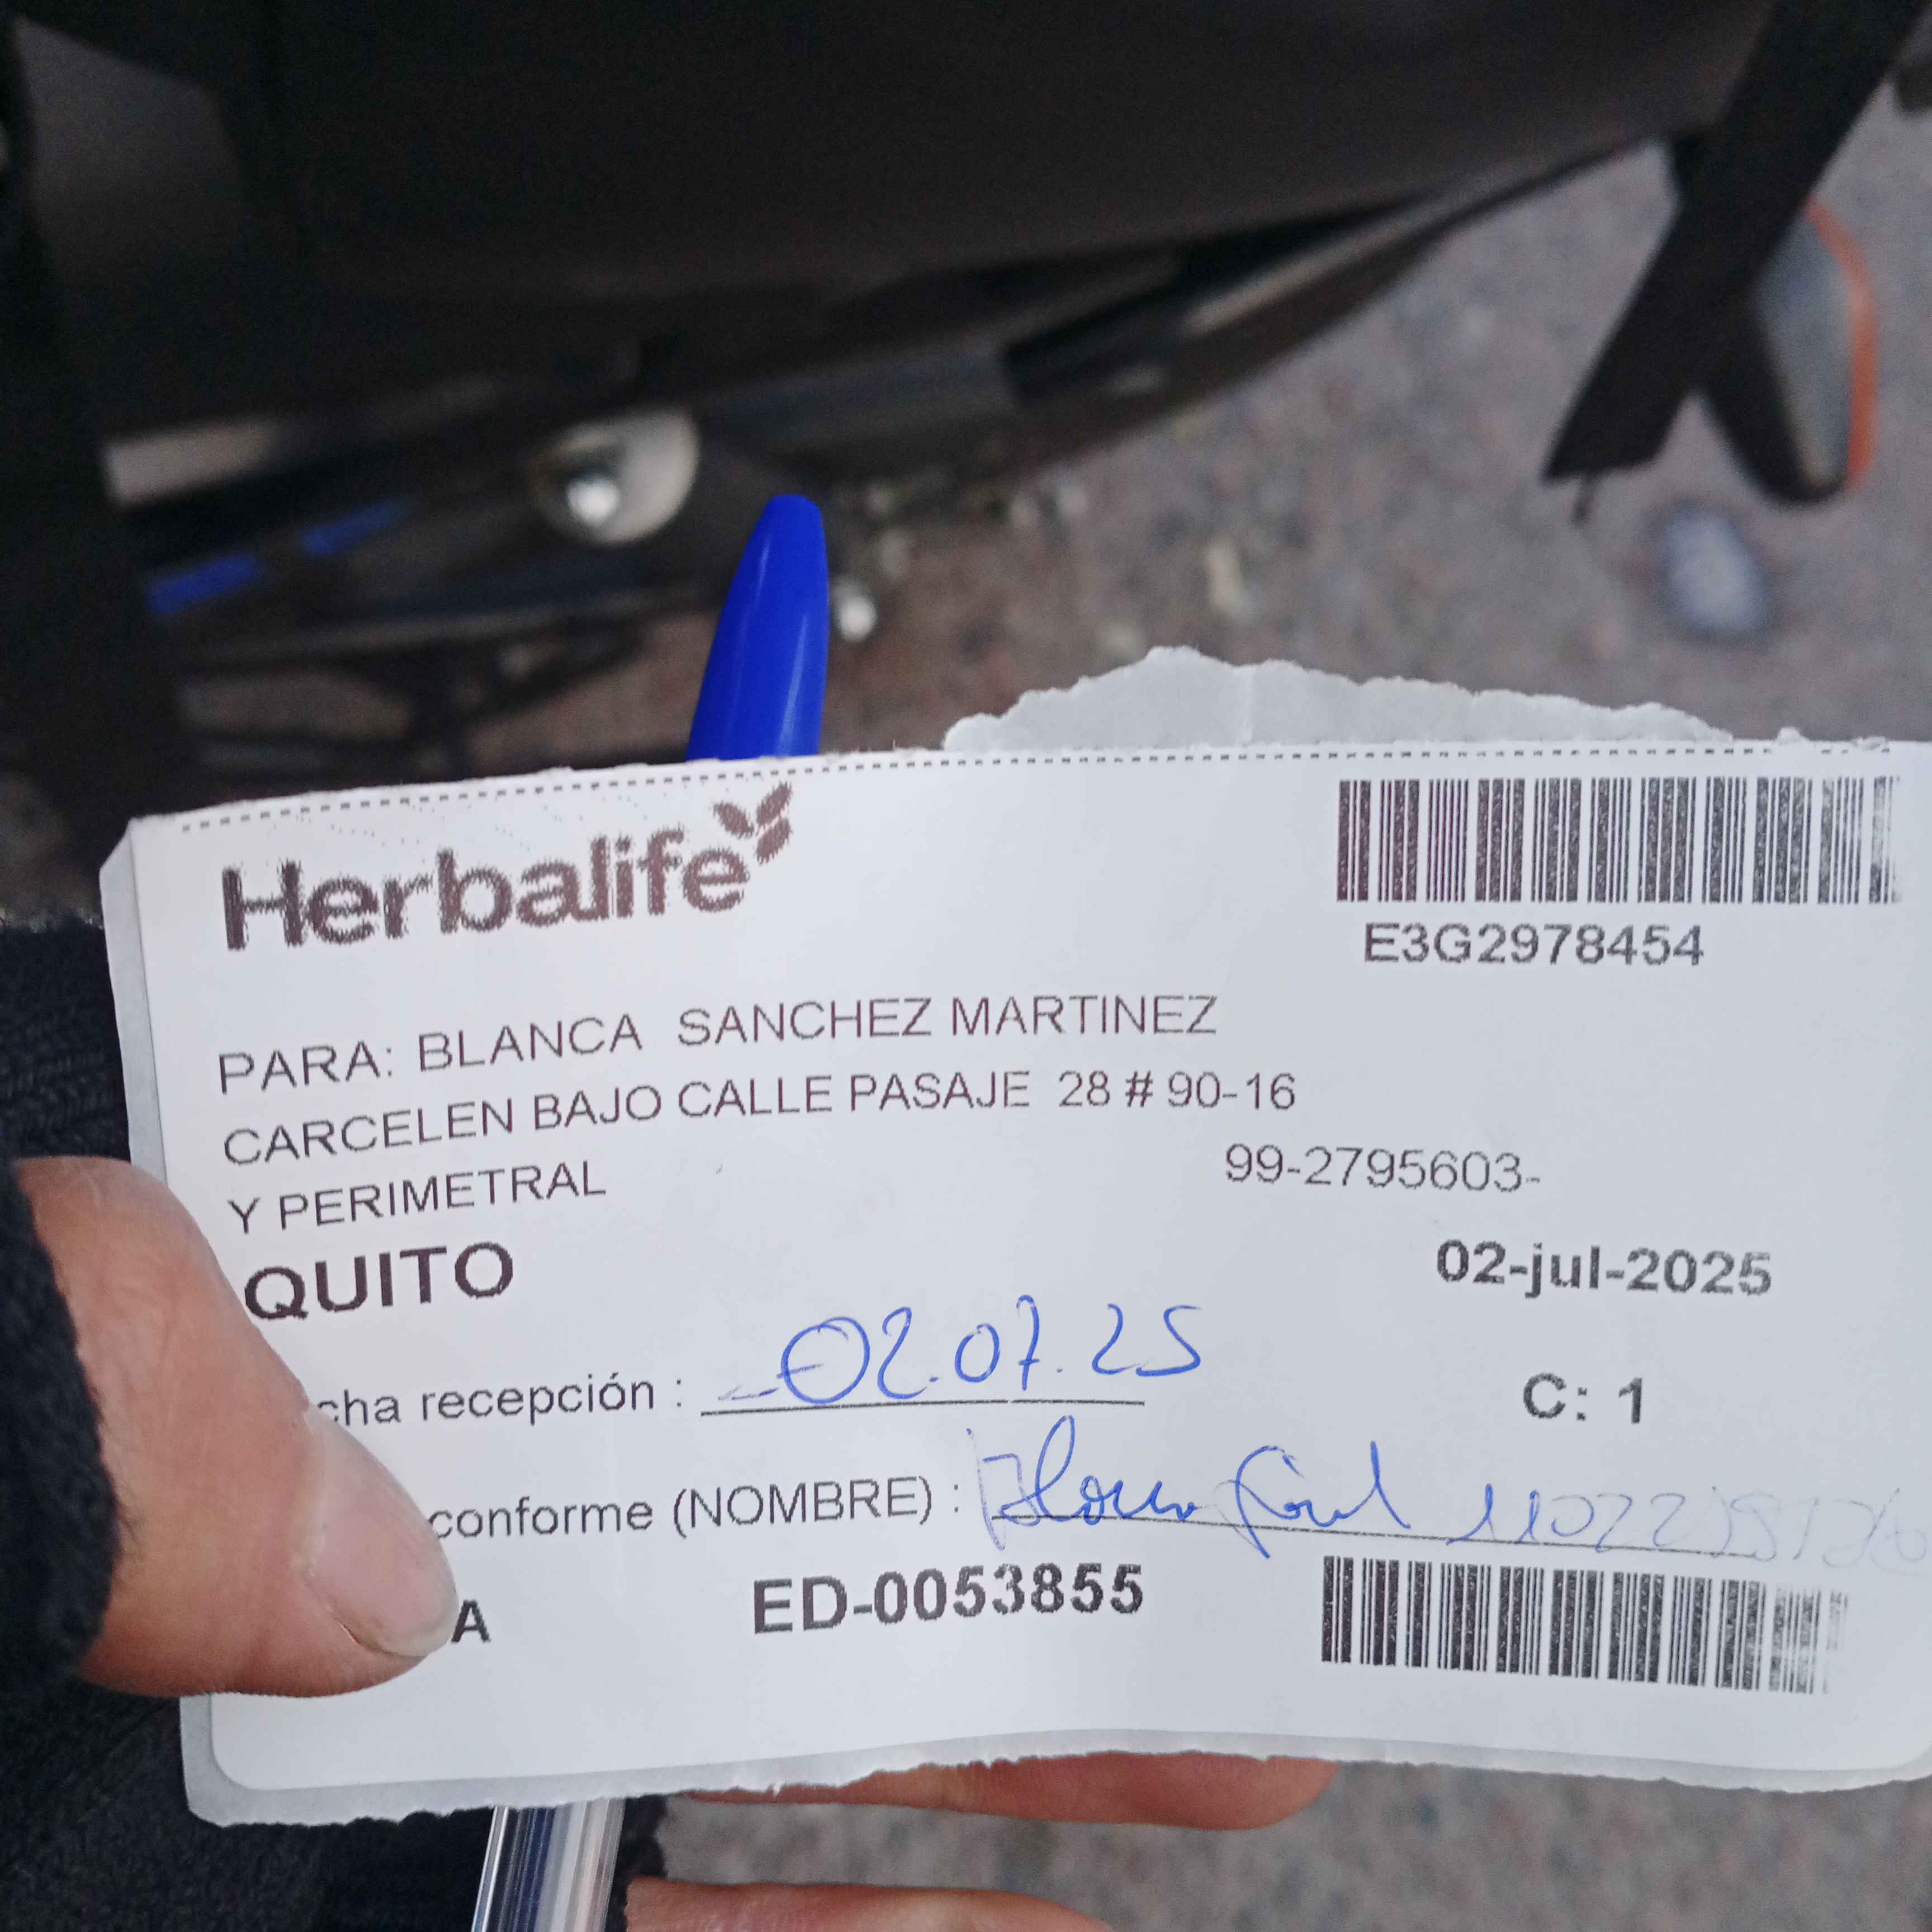 Herbalife
E3G2978454
PARA: BLANCA SANCHEZ MARTINEZ
CARCELEN BAJO CALLE PASAJE 28 # 90-16
Y PERIMETRAL
99-2795603-
QUITO
02-jul-2025
cha recepción : 02.07.25
C: 1
conforme (NOMBRE) :
A
ED-0053855